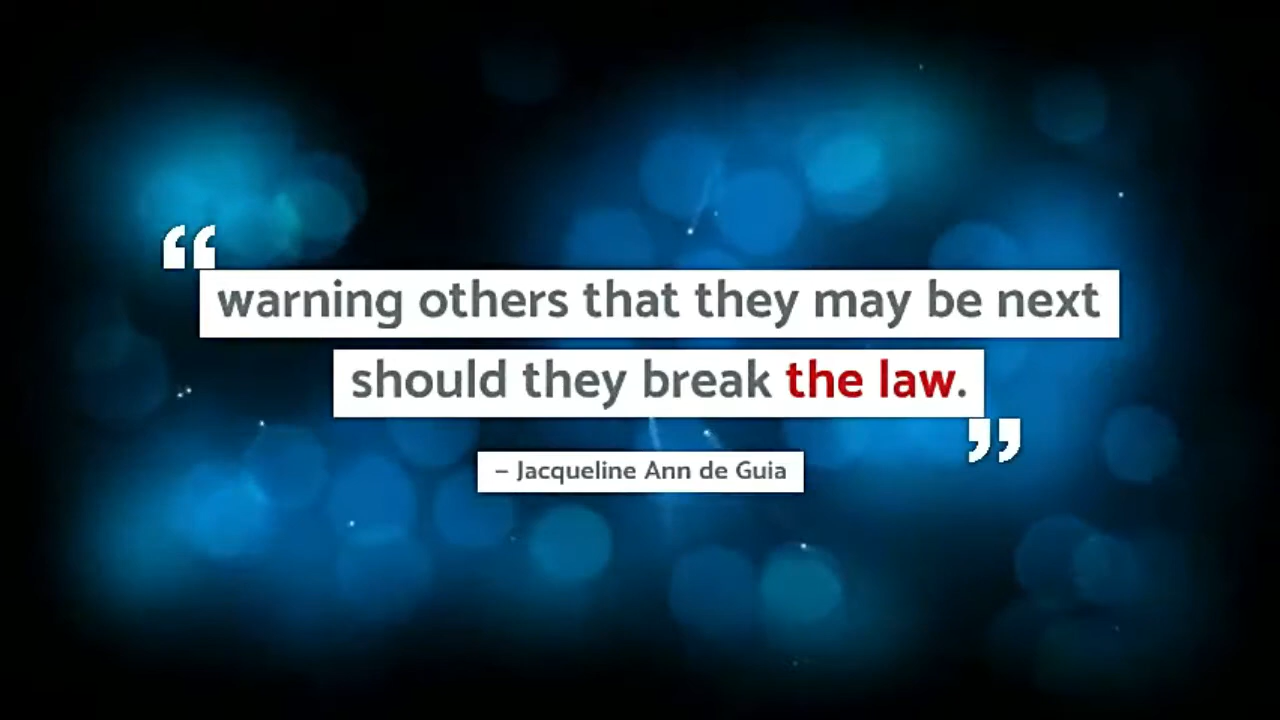 “warning others that they may be next
should they break the law.”
– Jacqueline Ann de Guia